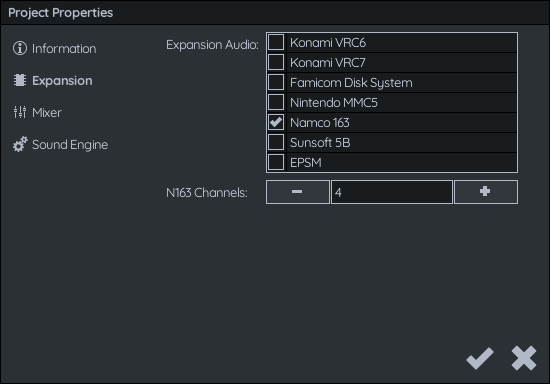 Project Properties
Information
Expansion
Mixer
Sound Engine
Expansion Audio:
Konami VRC6
Konami VRC7
Famicom Disk System
Nintendo MMC5
Namco 163
Sunsoft 5B
EPSM
N163 Channels:
4